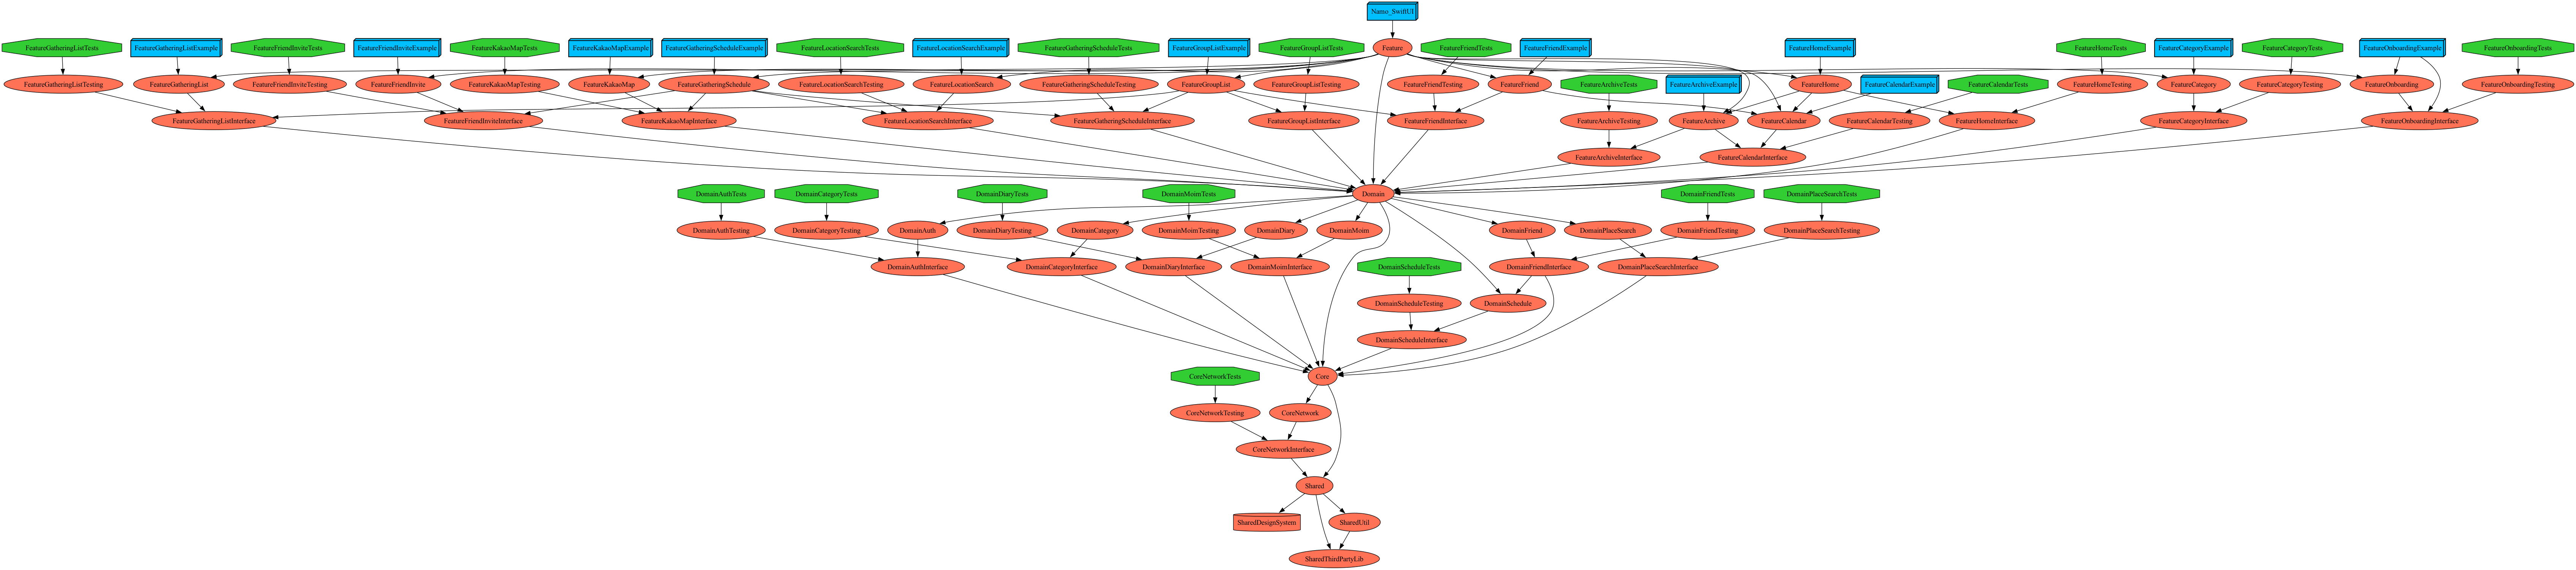 Namo_SwiftUI
FeatureGatheringListTests
FeatureGatheringListExample
FeatureFriendInviteTests
FeatureFriendInviteExample
FeatureKakaoMapTests
FeatureKakaoMapExample
FeatureGatheringScheduleExample
FeatureLocationSearchTests
FeatureLocationSearchExample
FeatureGatheringScheduleTests
FeatureGroupListExample
FeatureGroupListTests
Feature
FeatureFriendTests
FeatureFriendExample
FeatureHomeExample
FeatureHomeTests
FeatureCategoryExample
FeatureCategoryTests
FeatureOnboardingExample
FeatureOnboardingTests
FeatureGatheringListTesting
FeatureGatheringList
FeatureFriendInviteTesting
FeatureFriendInvite
FeatureKakaoMapTesting
FeatureKakaoMap
FeatureGatheringSchedule
FeatureLocationSearchTesting
FeatureLocationSearch
FeatureGatheringScheduleTesting
FeatureGroupList
FeatureGroupListTesting
FeatureFriendTesting
FeatureFriend
FeatureArchiveTests
FeatureArchiveExample
FeatureHome
FeatureCalendarExample
FeatureCalendarTests
FeatureHomeTesting
FeatureCategory
FeatureCategoryTesting
FeatureOnboarding
FeatureOnboardingTesting
FeatureGatheringListInterface
FeatureFriendInviteInterface
FeatureKakaoMapInterface
FeatureLocationSearchInterface
FeatureGatheringScheduleInterface
FeatureGroupListInterface
FeatureFriendInterface
FeatureArchiveTesting
FeatureArchive
FeatureCalendar
FeatureCalendarTesting
FeatureHomeInterface
FeatureCategoryInterface
FeatureOnboardingInterface
FeatureArchiveInterface
FeatureCalendarInterface
DomainAuthTests
DomainCategoryTests
DomainDiaryTests
DomainMoimTests
Domain
DomainFriendTests
DomainPlaceSearchTests
DomainAuthTesting
DomainCategoryTesting
DomainAuth
DomainDiaryTesting
DomainCategory
DomainMoimTesting
DomainDiary
DomainMoim
DomainFriend
DomainPlaceSearch
DomainFriendTesting
DomainPlaceSearchTesting
DomainAuthInterface
DomainCategoryInterface
DomainDiaryInterface
DomainMoimInterface
DomainScheduleTests
DomainFriendInterface
DomainPlaceSearchInterface
DomainScheduleTesting
DomainSchedule
DomainScheduleInterface
CoreNetworkTests
Core
CoreNetworkTesting
CoreNetwork
CoreNetworkInterface
Shared
SharedDesignSystem
SharedUtil
SharedThirdPartyLib